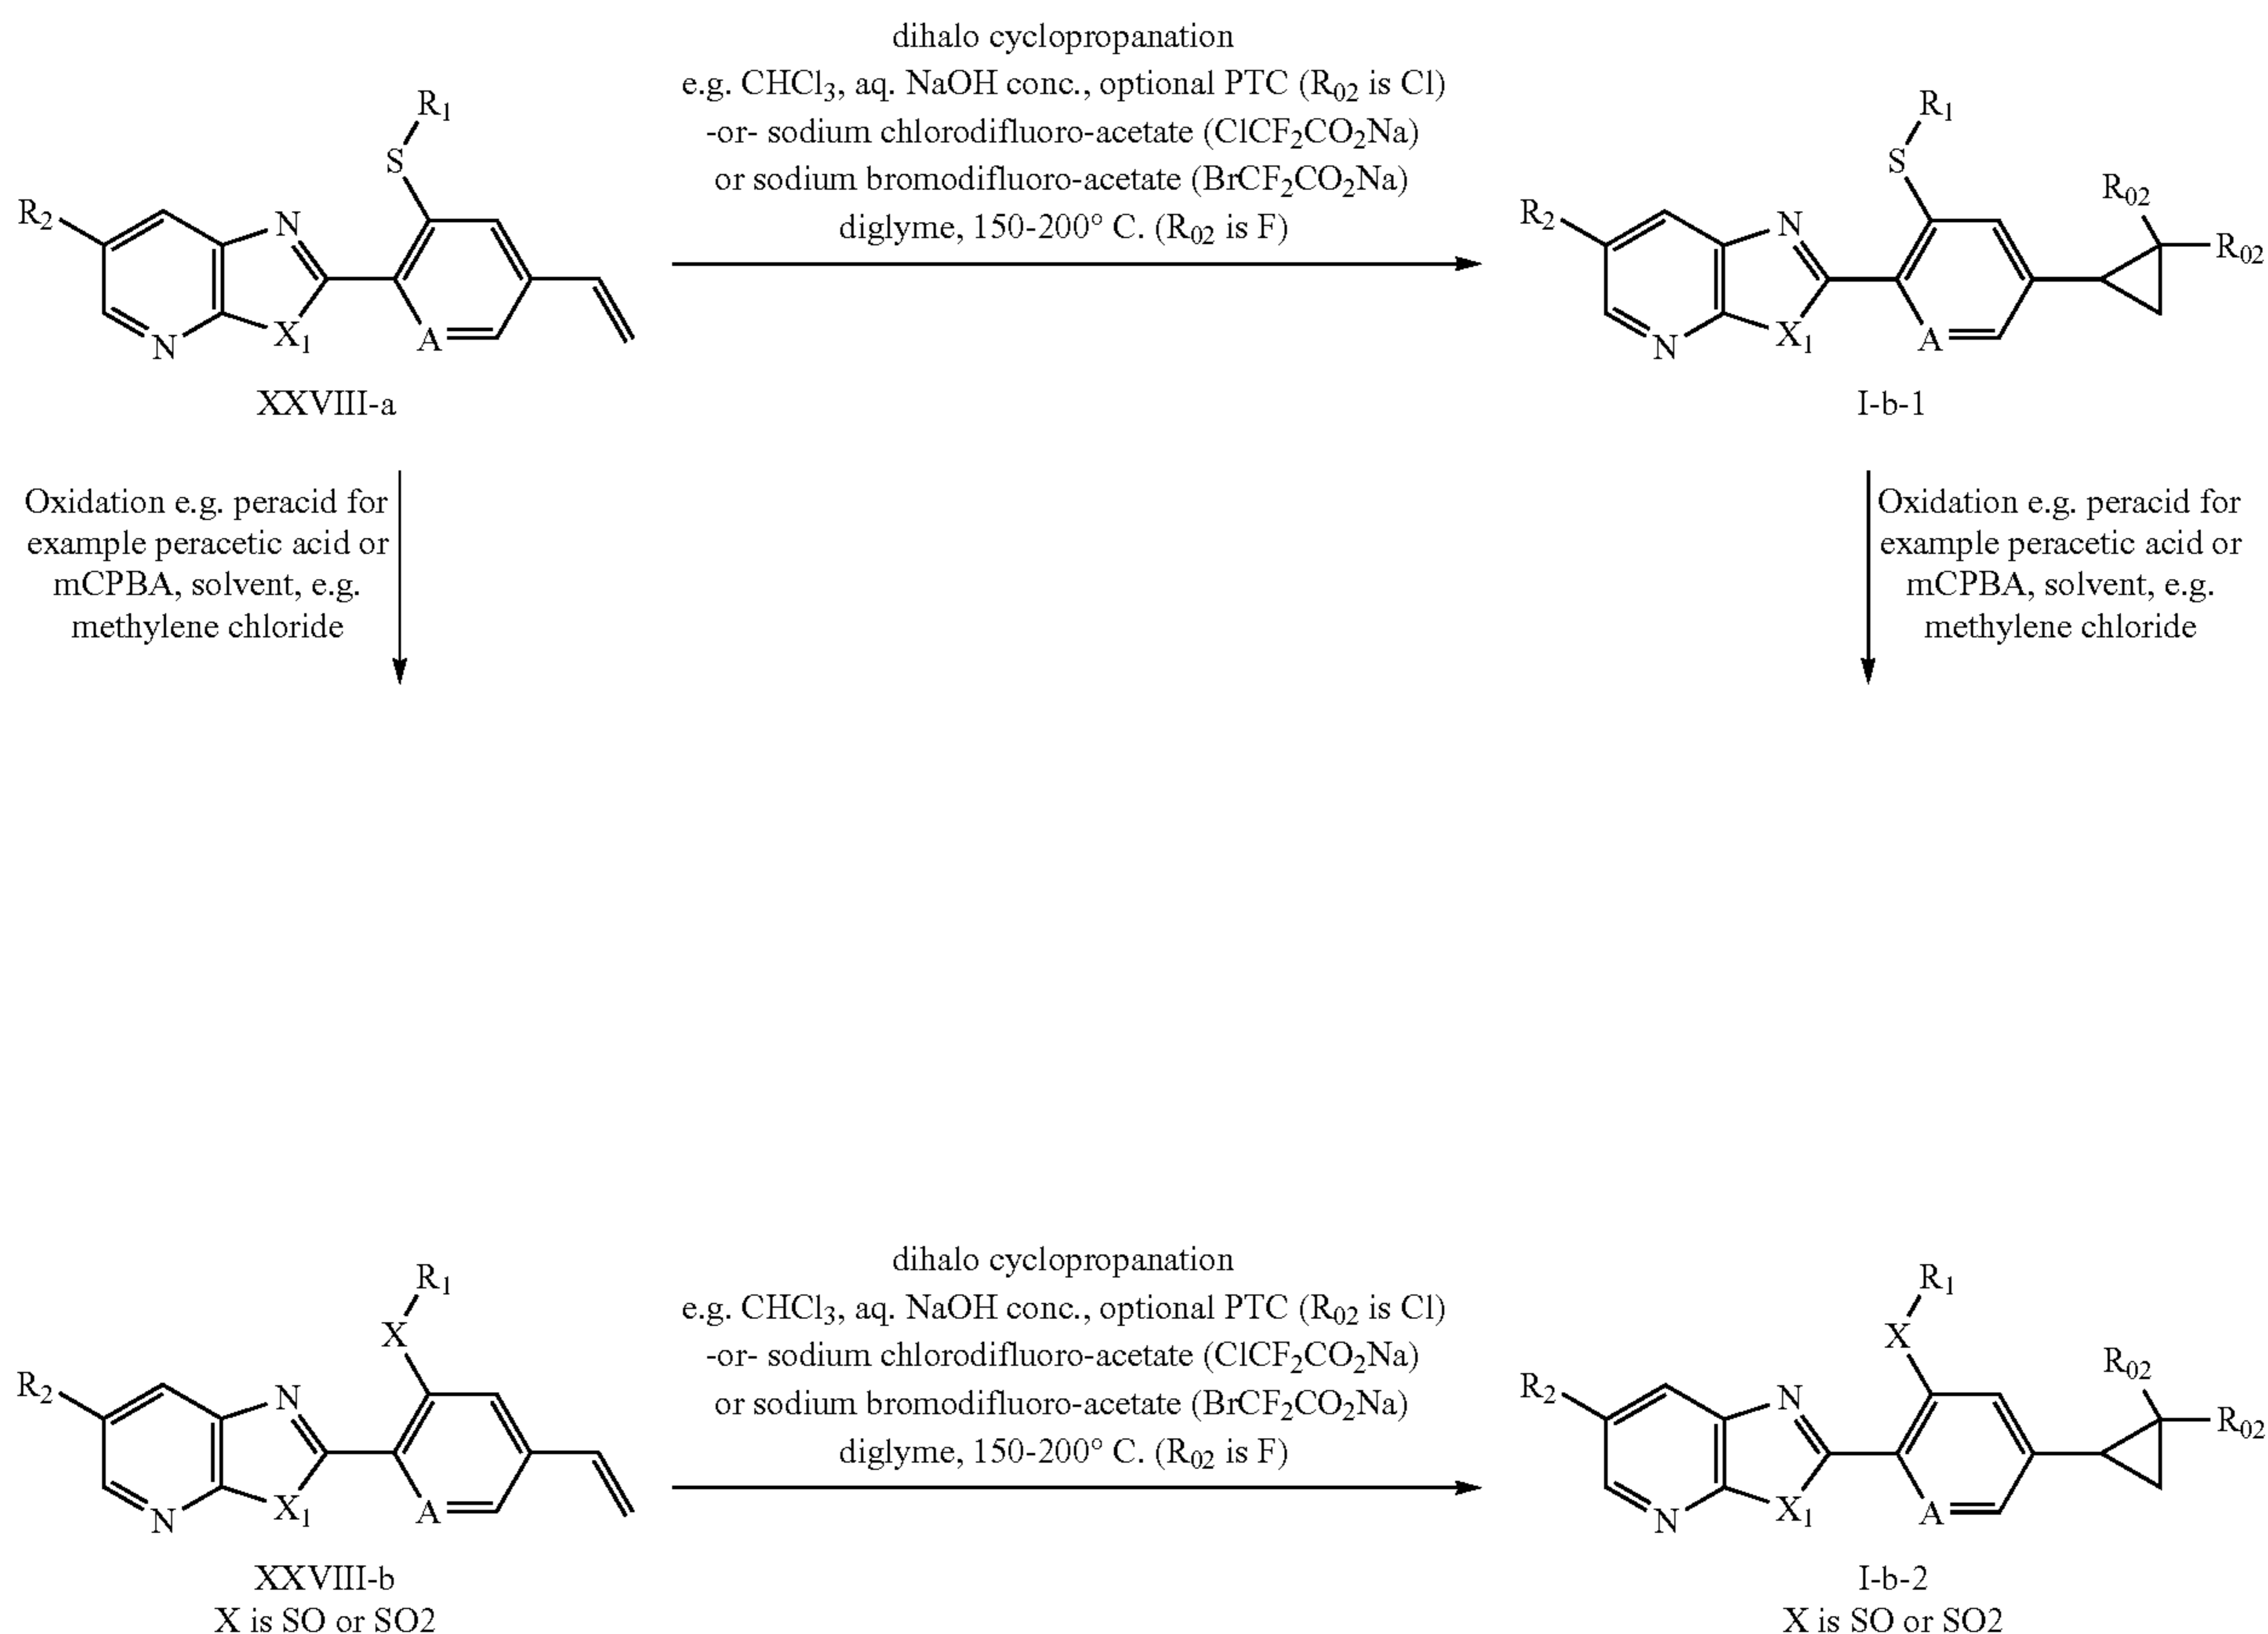 dihalo cyclopropanation
e.g. CHCl3, aq. NaOH conc., optional PTC (R02 is Cl)
-or- sodium chlorodifluoro-acetate (ClCF2CO2Na)
or sodium bromodifluoro-acetate (BrCF2CO2Na)
diglyme, 150-200° C. (R02 is F)
R1
S
R2
N
N
X1
A
XXVIII-a
R1
S
R02
R02
R2
N
N
X1
A
I-b-1
Oxidation e.g. peracid for
example peracetic acid or
mCPBA, solvent, e.g.
methylene chloride
Oxidation e.g. peracid for
example peracetic acid or
mCPBA, solvent, e.g.
methylene chloride
dihalo cyclopropanation
e.g. CHCl3, aq. NaOH conc., optional PTC (R02 is Cl)
-or- sodium chlorodifluoro-acetate (ClCF2CO2Na)
or sodium bromodifluoro-acetate (BrCF2CO2Na)
diglyme, 150-200° C. (R02 is F)
R1
X
R2
N
N
X1
A
XXVIII-b
X is SO or SO2
R1
X
R02
R02
R2
N
N
X1
A
I-b-2
X is SO or SO2